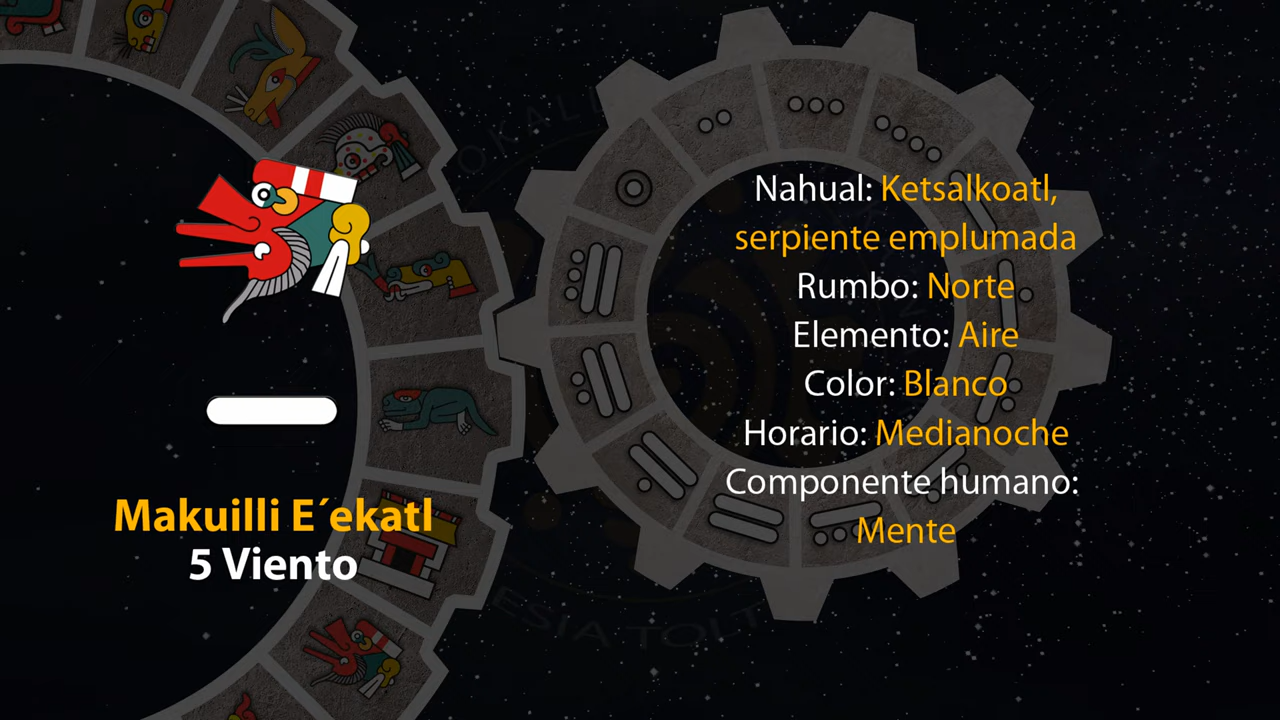 Makuilli E´ekatl
5 Viento
Nahual: Ketsalkoatl,
serpiente emplumada
Rumbo: Norte
Elemento: Aire
Color: Blanco
Horario: Medianoche
Componente humano:
Mente